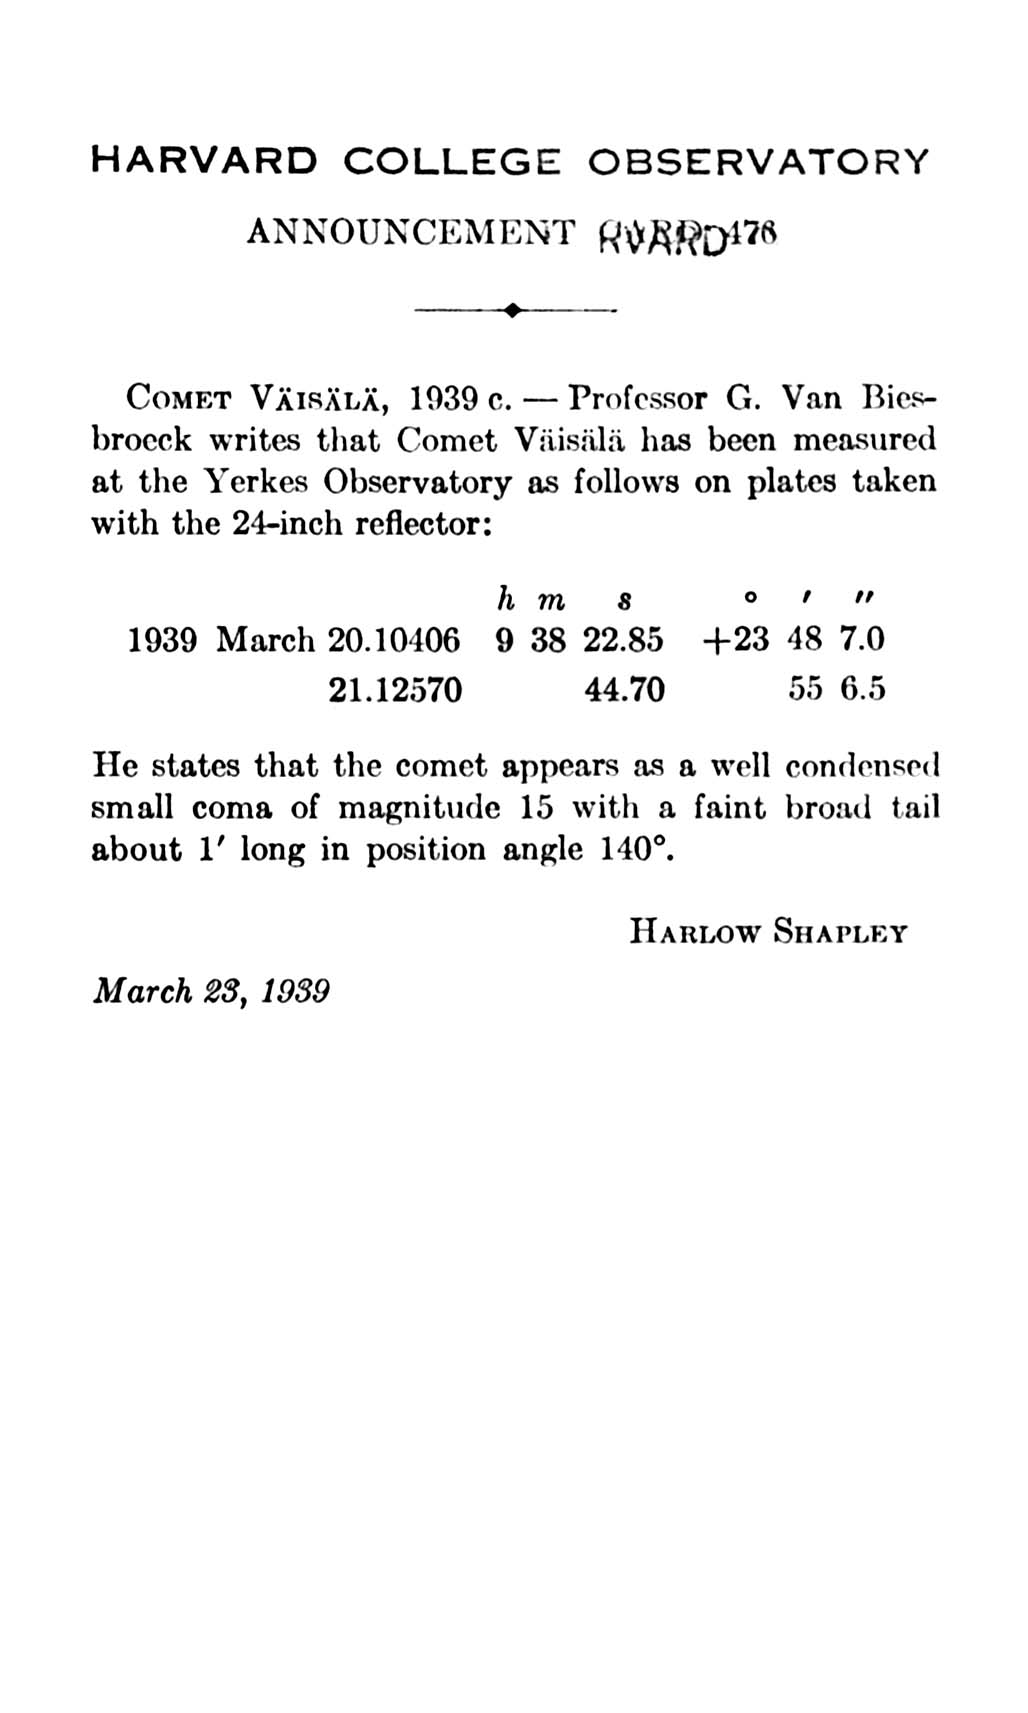 HARVARD COLLEGE OBSERVATORY
ANNOUNCEMENT 476
COMET VÄISÄLÄ, 1939 c. — Professor G. Van Bies-
broeck writes that Comet Väisälä has been measured
at the Yerkes Observatory as follows on plates taken
with the 24-inch reflector:
h m s ° ′ ″
1939 March 20.10406 9 38 22.85 +23 48 7.0
21.12570 44.70 55 6.5
He states that the comet appears as a well condensed
small coma of magnitude 15 with a faint broad tail
about 1′ long in position angle 140°.
HARLOW SHAPLEY
March 23, 1939